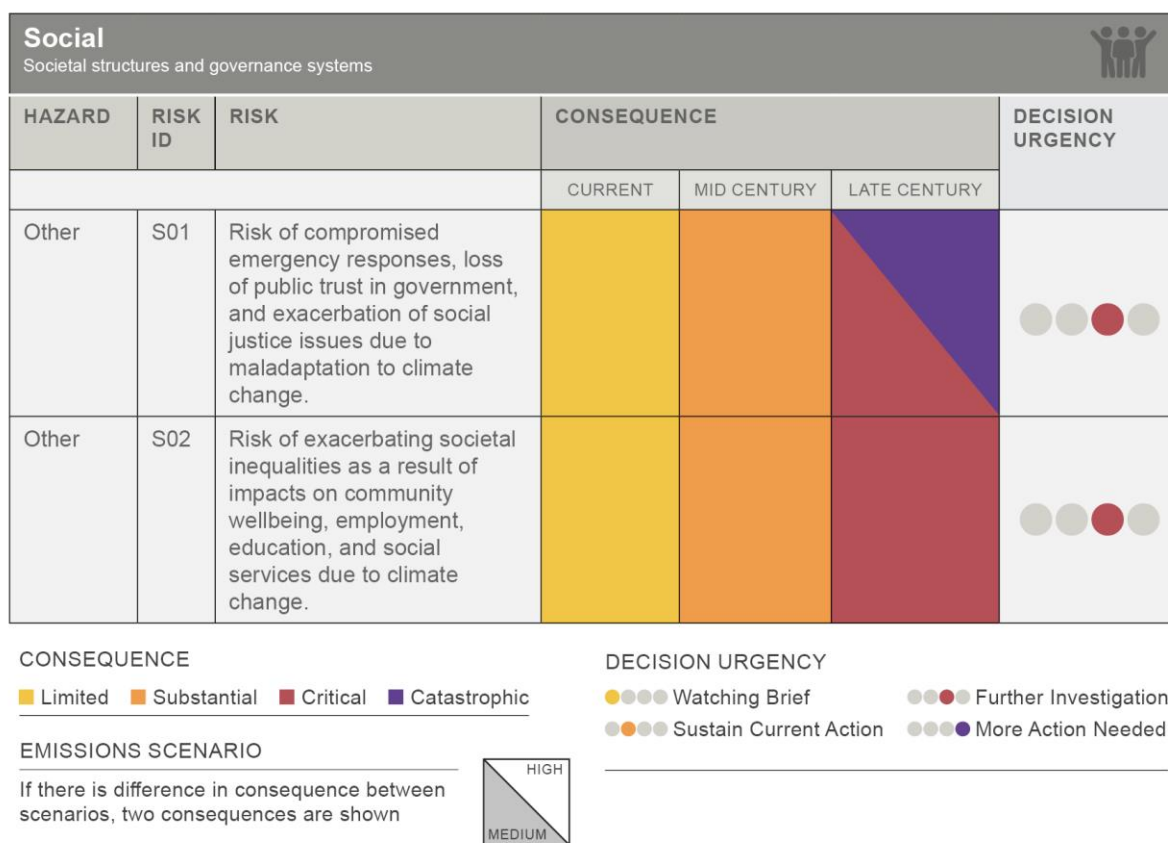 Social
Societal structures and governance systems
HAZARD
RISK
ID
RISK
CONSEQUENCE
DECISION
URGENCY
CURRENT
MID CENTURY
LATE CENTURY
Other
S01
Risk of compromised
emergency responses, loss
of public trust in government,
and exacerbation of social
justice issues due to
maladaptation to climate
change.
Other
S02
Risk of exacerbating societal
inequalities as a result of
impacts on community
wellbeing, employment,
education, and social
services due to climate
change.
CONSEQUENCE
Limited
Substantial
Critical
Catastrophic
EMISSIONS SCENARIO
If there is difference in consequence between
scenarios, two consequences are shown
HIGH
MEDIUM
DECISION URGENCY
Watching Brief
Further Investigation
Sustain Current Action
More Action Needed